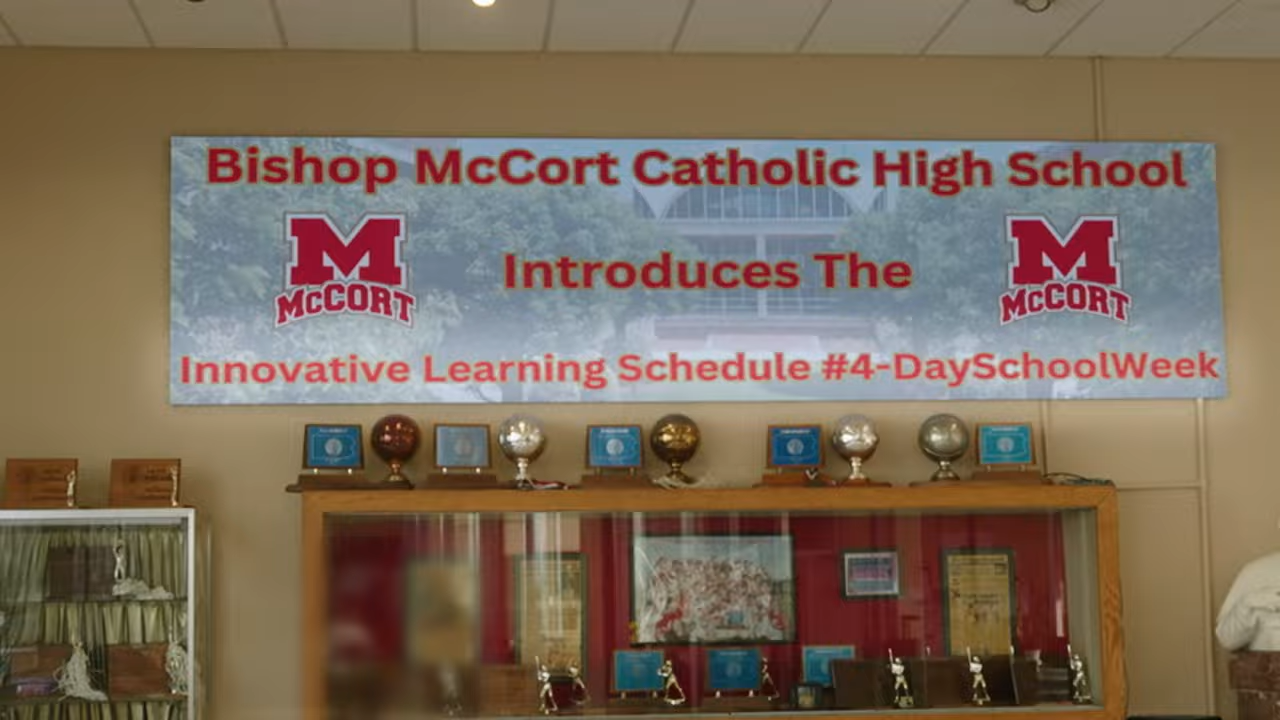 Bishop McCort Catholic High School
M
McCORT
Introduces The
M
McCORT
Innovative Learning Schedule #4-DaySchoolWeek